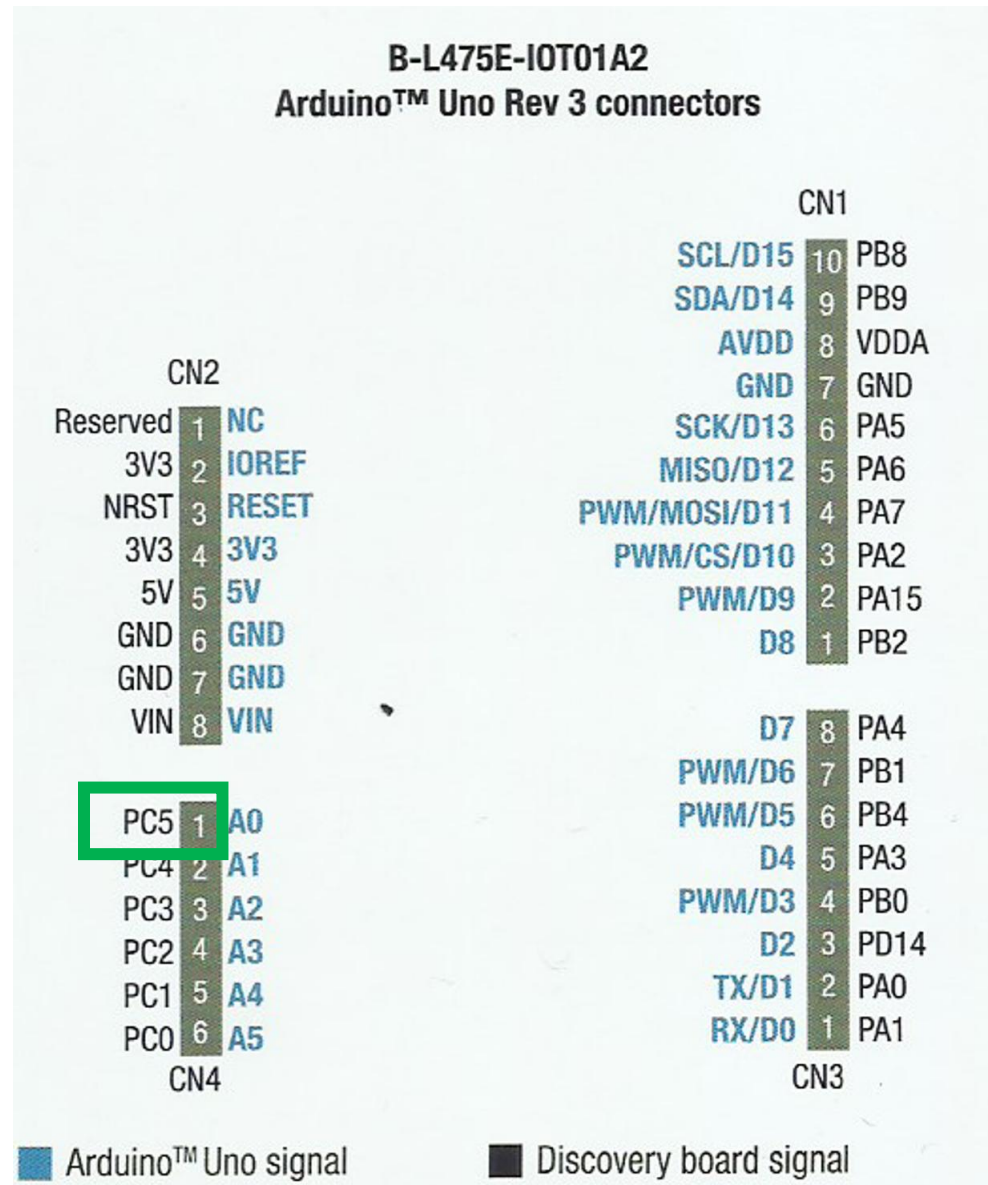 B-L475E-IOT01A2
Arduino™ Uno Rev 3 connectors
CN1
SCL/D15 10 PB8
SDA/D14 9 PB9
AVDD 8 VDDA
GND 7 GND
SCK/D13 6 PA5
MISO/D12 5 PA6
PWM/MOSI/D11 4 PA7
PWM/CS/D10 3 PA2
PWM/D9 2 PA15
D8 1 PB2
CN2
Reserved 1 NC
3V3 2 IOREF
NRST 3 RESET
3V3 4 3V3
5V 5 5V
GND 6 GND
GND 7 GND
VIN 8 VIN
D7 8 PA4
PWM/D6 7 PB1
PWM/D5 6 PB4
D4 5 PA3
PWM/D3 4 PB0
D2 3 PD14
TX/D1 2 PA0
RX/D0 1 PA1
CN3
PC5 1 A0
PC4 2 A1
PC3 3 A2
PC2 4 A3
PC1 5 A4
PC0 6 A5
CN4
Arduino™ Uno signal
Discovery board signal